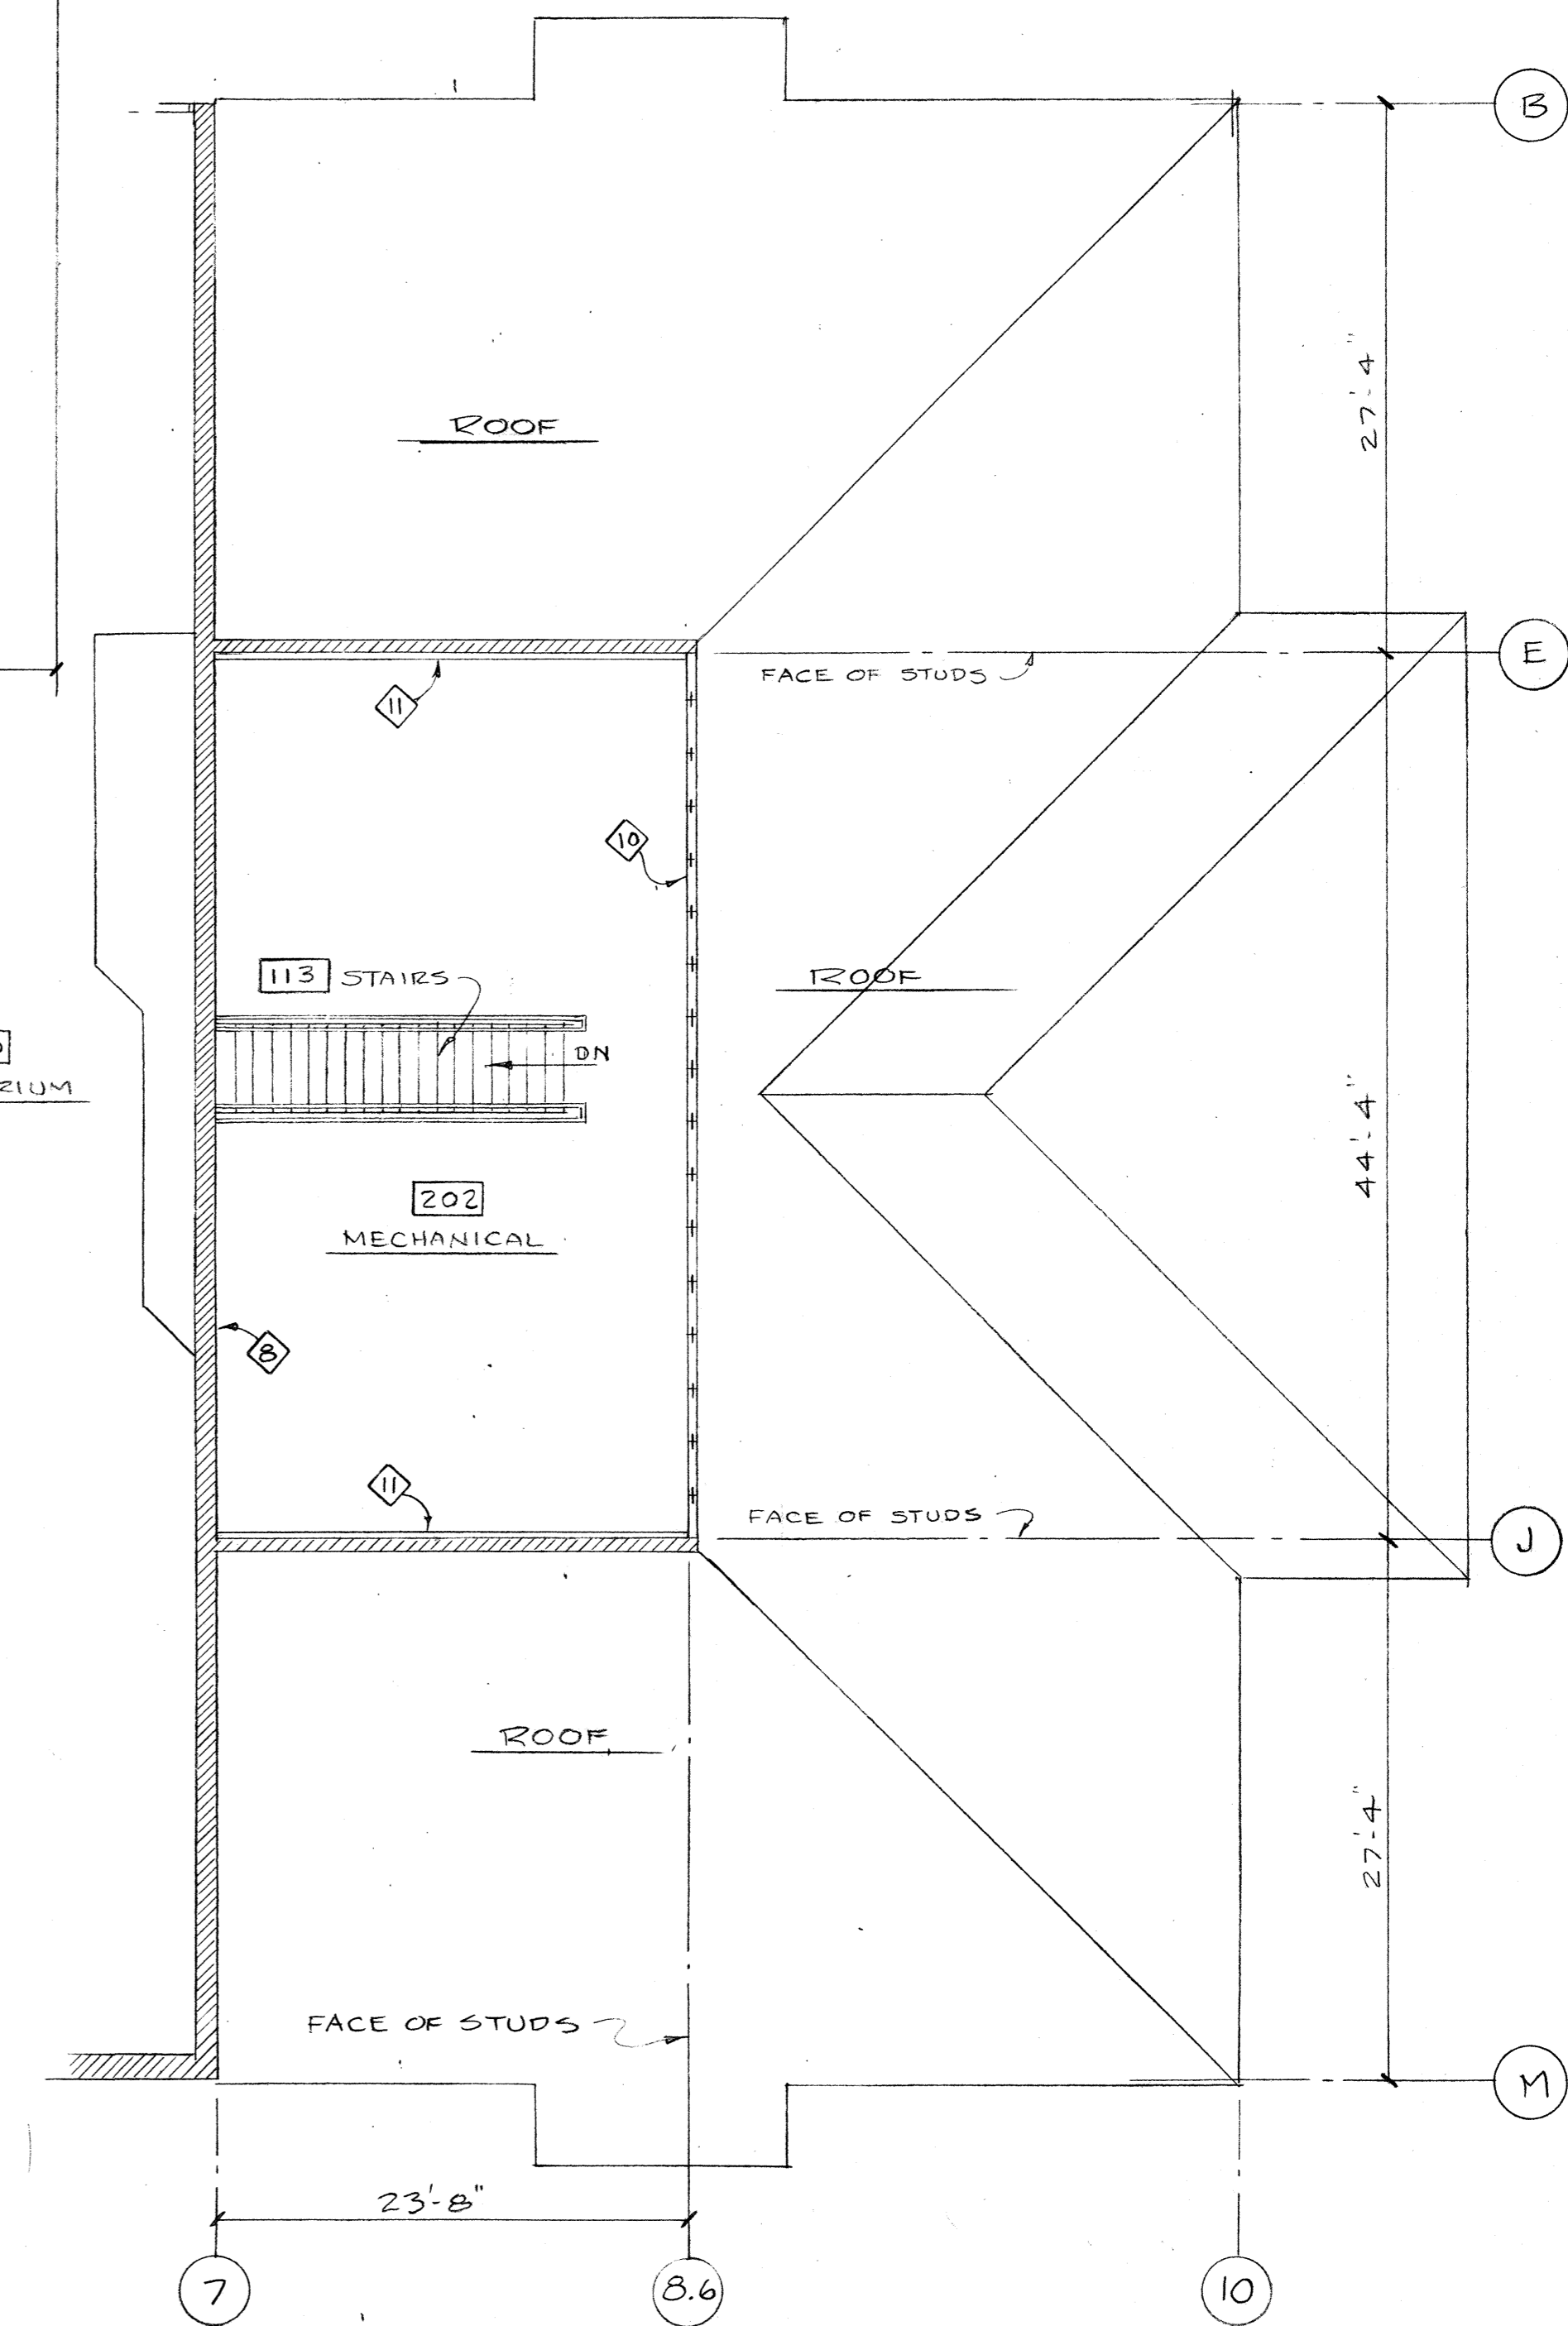 B
27'-4"
ROOF
E
FACE OF STUDS
11
10
113 STAIRS
ROOF
DN
RIUM
44'-4"
202
MECHANICAL
8
11
FACE OF STUDS
J
ROOF
27'-4"
FACE OF STUDS
M
23'-8"
7
8.6
10